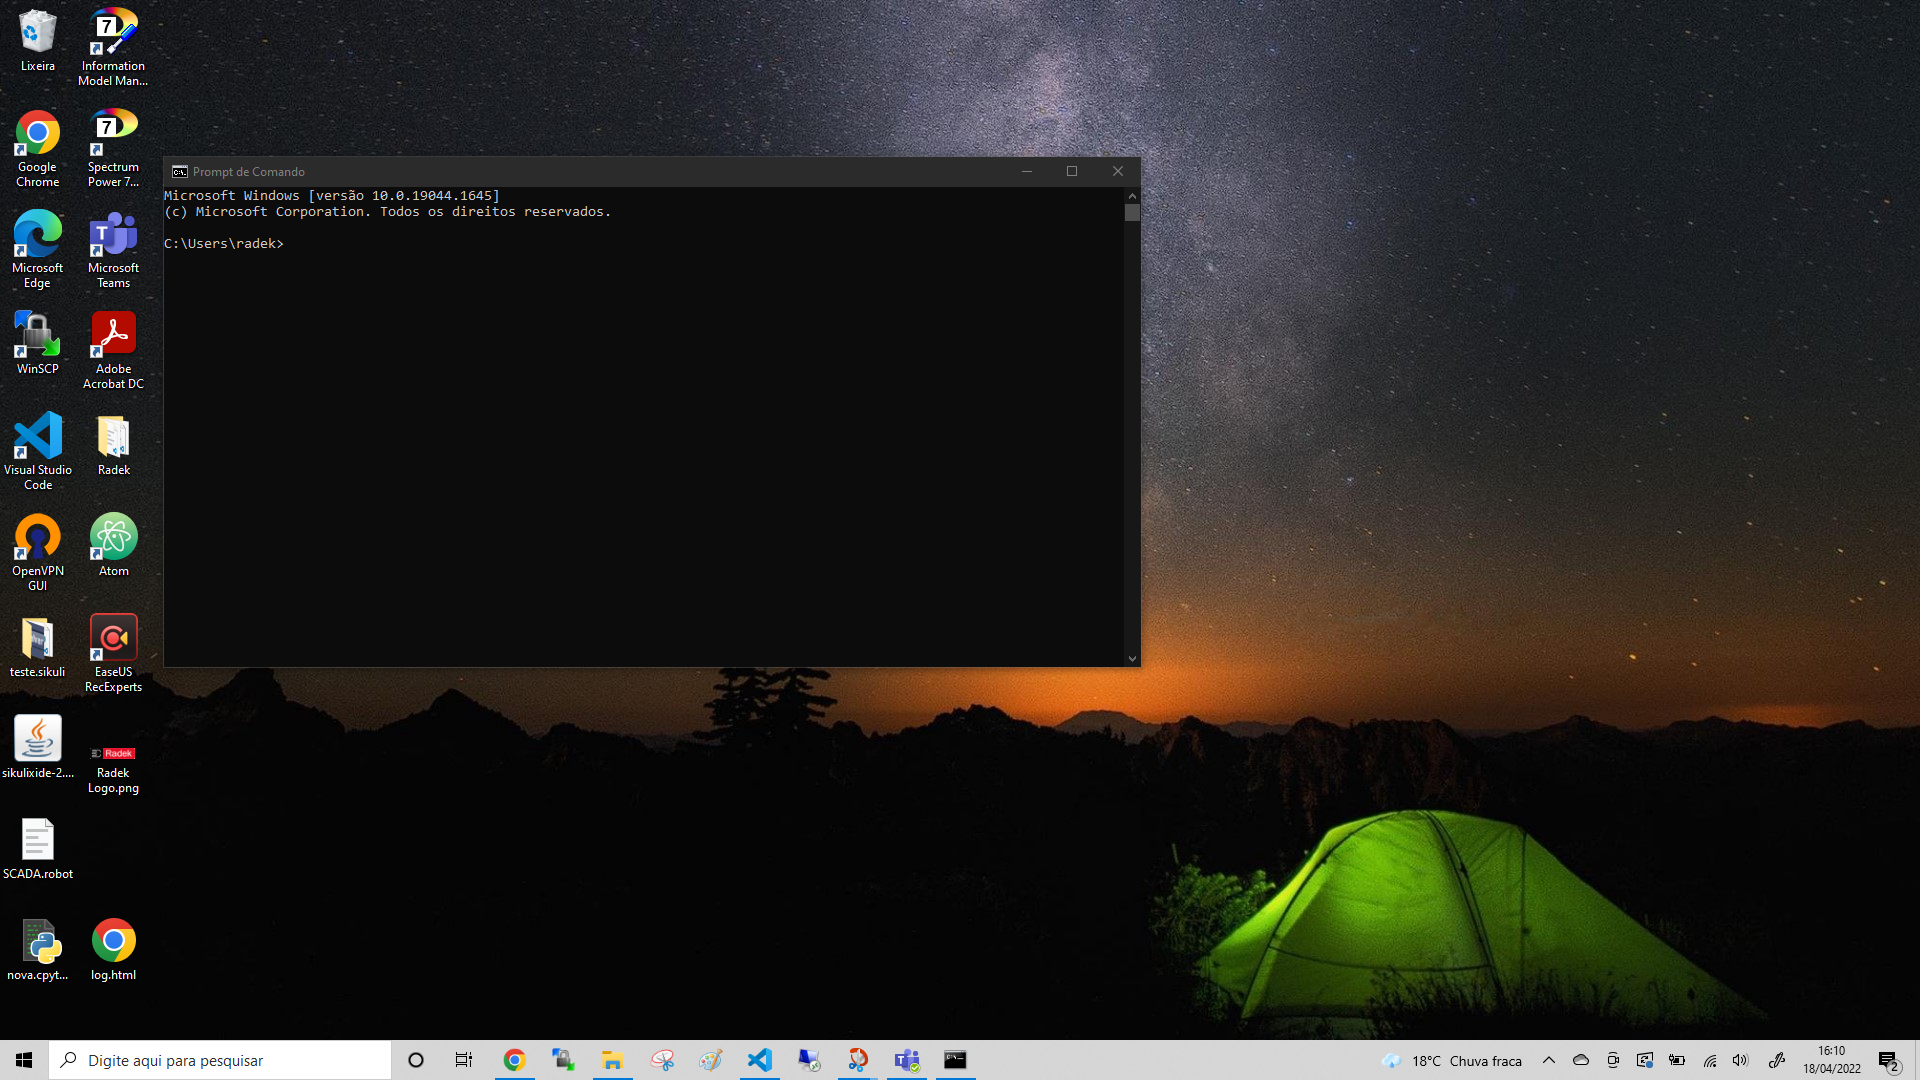 Lixeira
Information
Model Man...
Google
Chrome
Spectrum
Power 7...
Microsoft
Edge
Microsoft
Teams
WinSCP
Adobe
Acrobat DC
Visual Studio
Code
Radek
OpenVPN
GUI
Atom
teste.sikuli
EaseUS
RecExperts
sikulixide-2....
Radek
Radek
Logo.png
SCADA.robot
nova.cpyt...
log.html
Prompt de Comando
Microsoft Windows [versão 10.0.19044.1645]
(c) Microsoft Corporation. Todos os direitos reservados.
C:\Users\radek>
Digite aqui para pesquisar
18°C Chuva fraca
16:10
18/04/2022
2